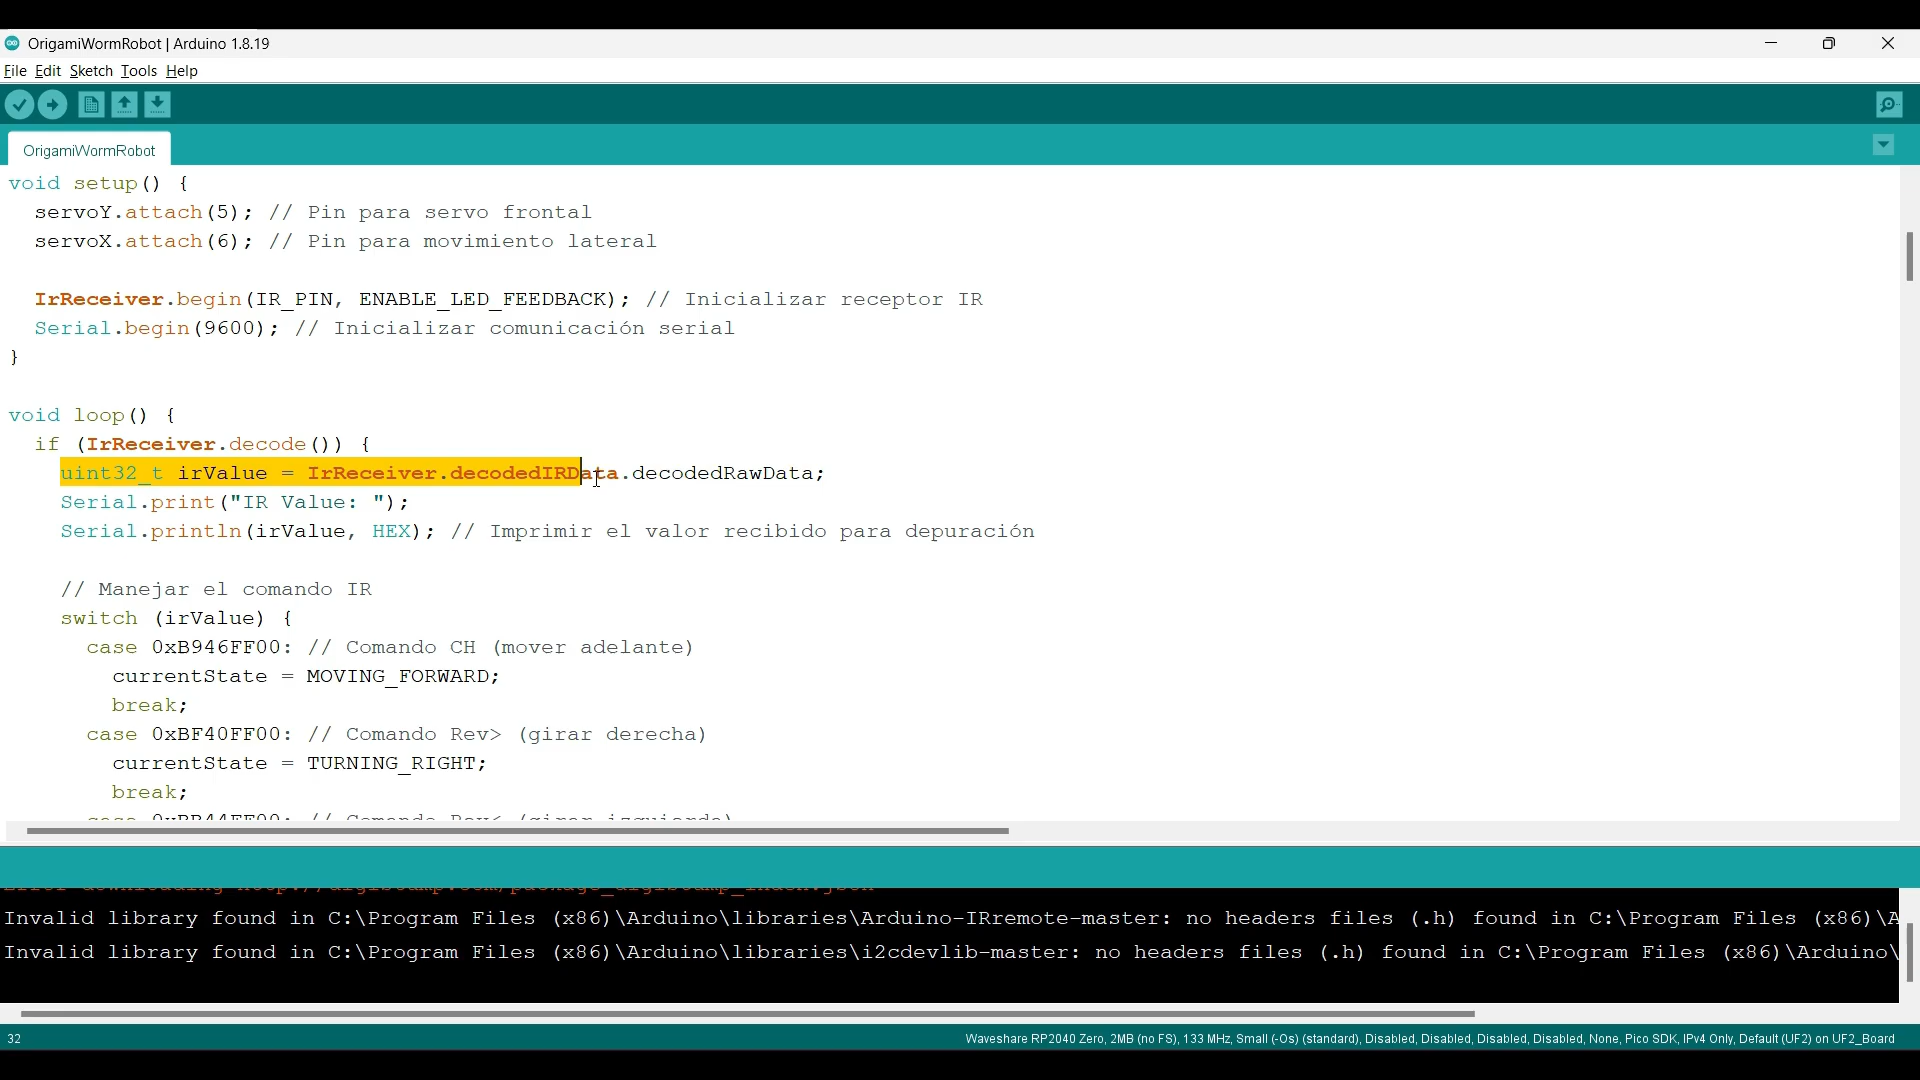 OrigamiWormRobot | Arduino 1.8.19
File Edit Sketch Tools Help
OrigamiWormRobot
void setup() {
servoY.attach(5); // Pin para servo frontal
servoX.attach(6); // Pin para movimiento lateral
IrReceiver.begin(IR_PIN, ENABLE_LED_FEEDBACK); // Inicializar receptor IR
Serial.begin(9600); // Inicializar comunicación serial
}
void loop() {
if (IrReceiver.decode()) {
uint32_t irValue = IrReceiver.decodedIRData.decodedRawData;
Serial.print("IR Value: ");
Serial.println(irValue, HEX); // Imprimir el valor recibido para depuración
// Manejar el comando IR
switch (irValue) {
case 0xB946FF00: // Comando CH (mover adelante)
currentState = MOVING_FORWARD;
break;
case 0xBF40FF00: // Comando Rev> (girar derecha)
currentState = TURNING_RIGHT;
break;
case 0xBB44FF00: // Comando Rev< (girar izquierda)
Invalid library found in C:\Program Files (x86)\Arduino\libraries\Arduino-IRremote-master: no headers files (.h) found in C:\Program Files (x86)\A
Invalid library found in C:\Program Files (x86)\Arduino\libraries\i2cdevlib-master: no headers files (.h) found in C:\Program Files (x86)\Arduino\
32
Waveshare RP2040 Zero, 2MB (no FS), 133 MHz, Small (-Os) (standard), Disabled, Disabled, Disabled, Disabled, None, Pico SDK, IPv4 Only, Default (UF2) on UF2_Board